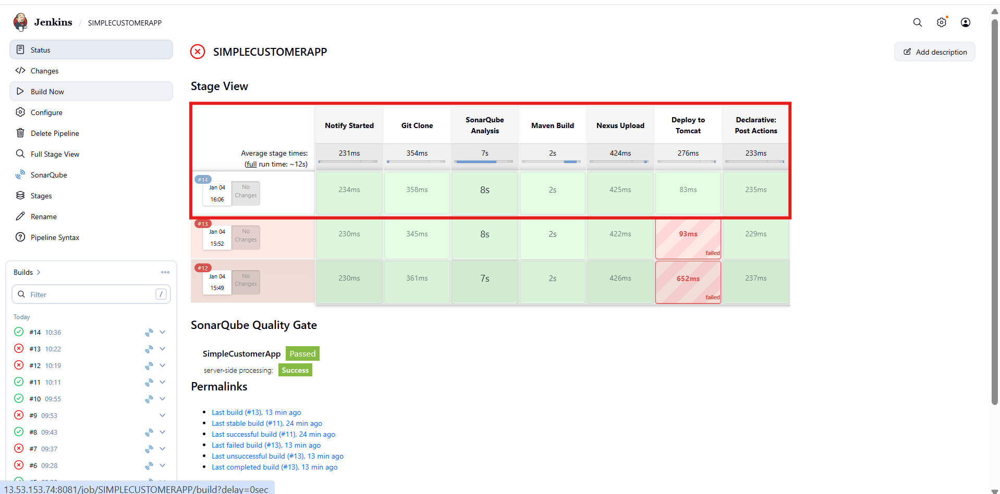 Jenkins / SIMPLECUSTOMERAPP
Status
Changes
Build Now
Configure
Delete Pipeline
Full Stage View
SonarQube
Stages
Rename
Pipeline Syntax
Builds
Filter /
Today
#14 10:36
#13 10:22
#12 10:19
#11 10:11
#10 09:55
#9 09:53
#8 09:43
#7 09:37
#6 09:28
SIMPLECUSTOMERAPP
Add description
Stage View
Notify Started Git Clone SonarQube Analysis Maven Build Nexus Upload Deploy to Tomcat Declarative: Post Actions
Average stage times: 231ms 354ms 7s 2s 424ms 276ms 233ms
(full run time: ~12s)
#14
Jan 04 16:06 No Changes 234ms 358ms 8s 2s 425ms 83ms 235ms
#13
Jan 04 15:52 No Changes 230ms 345ms 8s 2s 422ms 93ms failed 229ms
#12
Jan 04 15:49 No Changes 230ms 361ms 7s 2s 426ms 652ms failed 237ms
SonarQube Quality Gate
SimpleCustomerApp Passed
server-side processing: Success
Permalinks
Last build (#13), 13 min ago
Last stable build (#11), 24 min ago
Last successful build (#11), 24 min ago
Last failed build (#13), 13 min ago
Last unsuccessful build (#13), 13 min ago
Last completed build (#13), 13 min ago
13.53.153.74:8081/job/SIMPLECUSTOMERAPP/build?delay=0sec